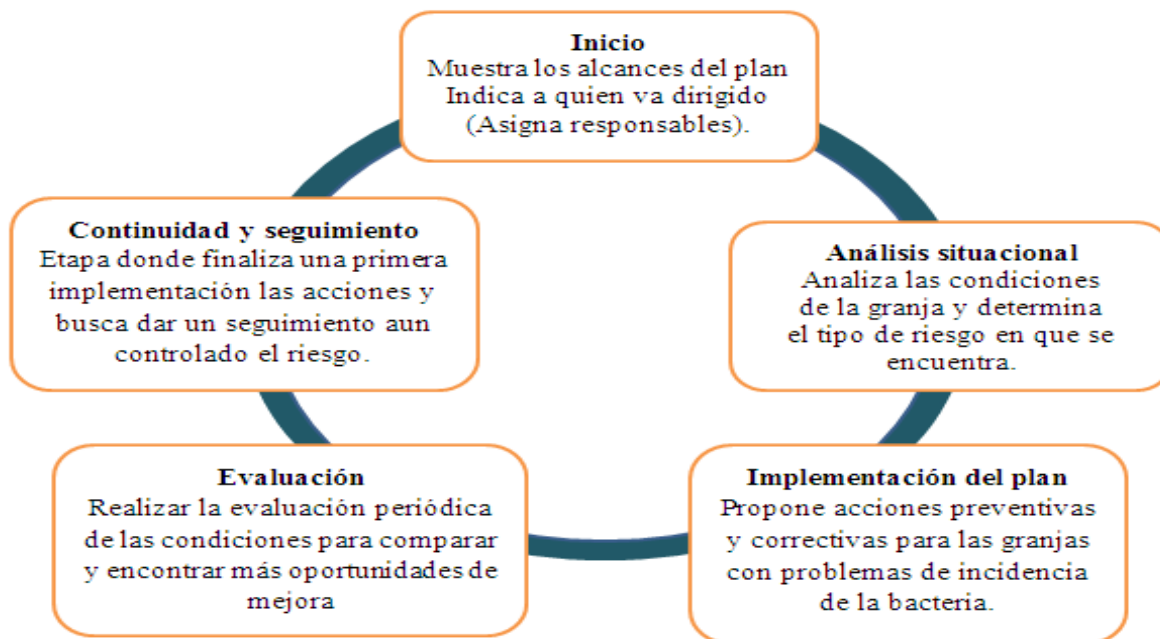 Inicio
Muestra los alcances del plan
Indica a quien va dirigido
(Asigna responsables).
Análisis situacional
Analiza las condiciones
de la granja y determina
el tipo de riesgo en que se
encuentra.
Implementación del plan
Propone acciones preventivas
y correctivas para las granjas
con problemas de incidencia
de la bacteria.
Evaluación
Realizar la evaluación periódica
de las condiciones para comparar
y encontrar más oportunidades de
mejora
Continuidad y seguimiento
Etapa donde finaliza una primera
implementación las acciones y
busca dar un seguimiento aun
controlado el riesgo.